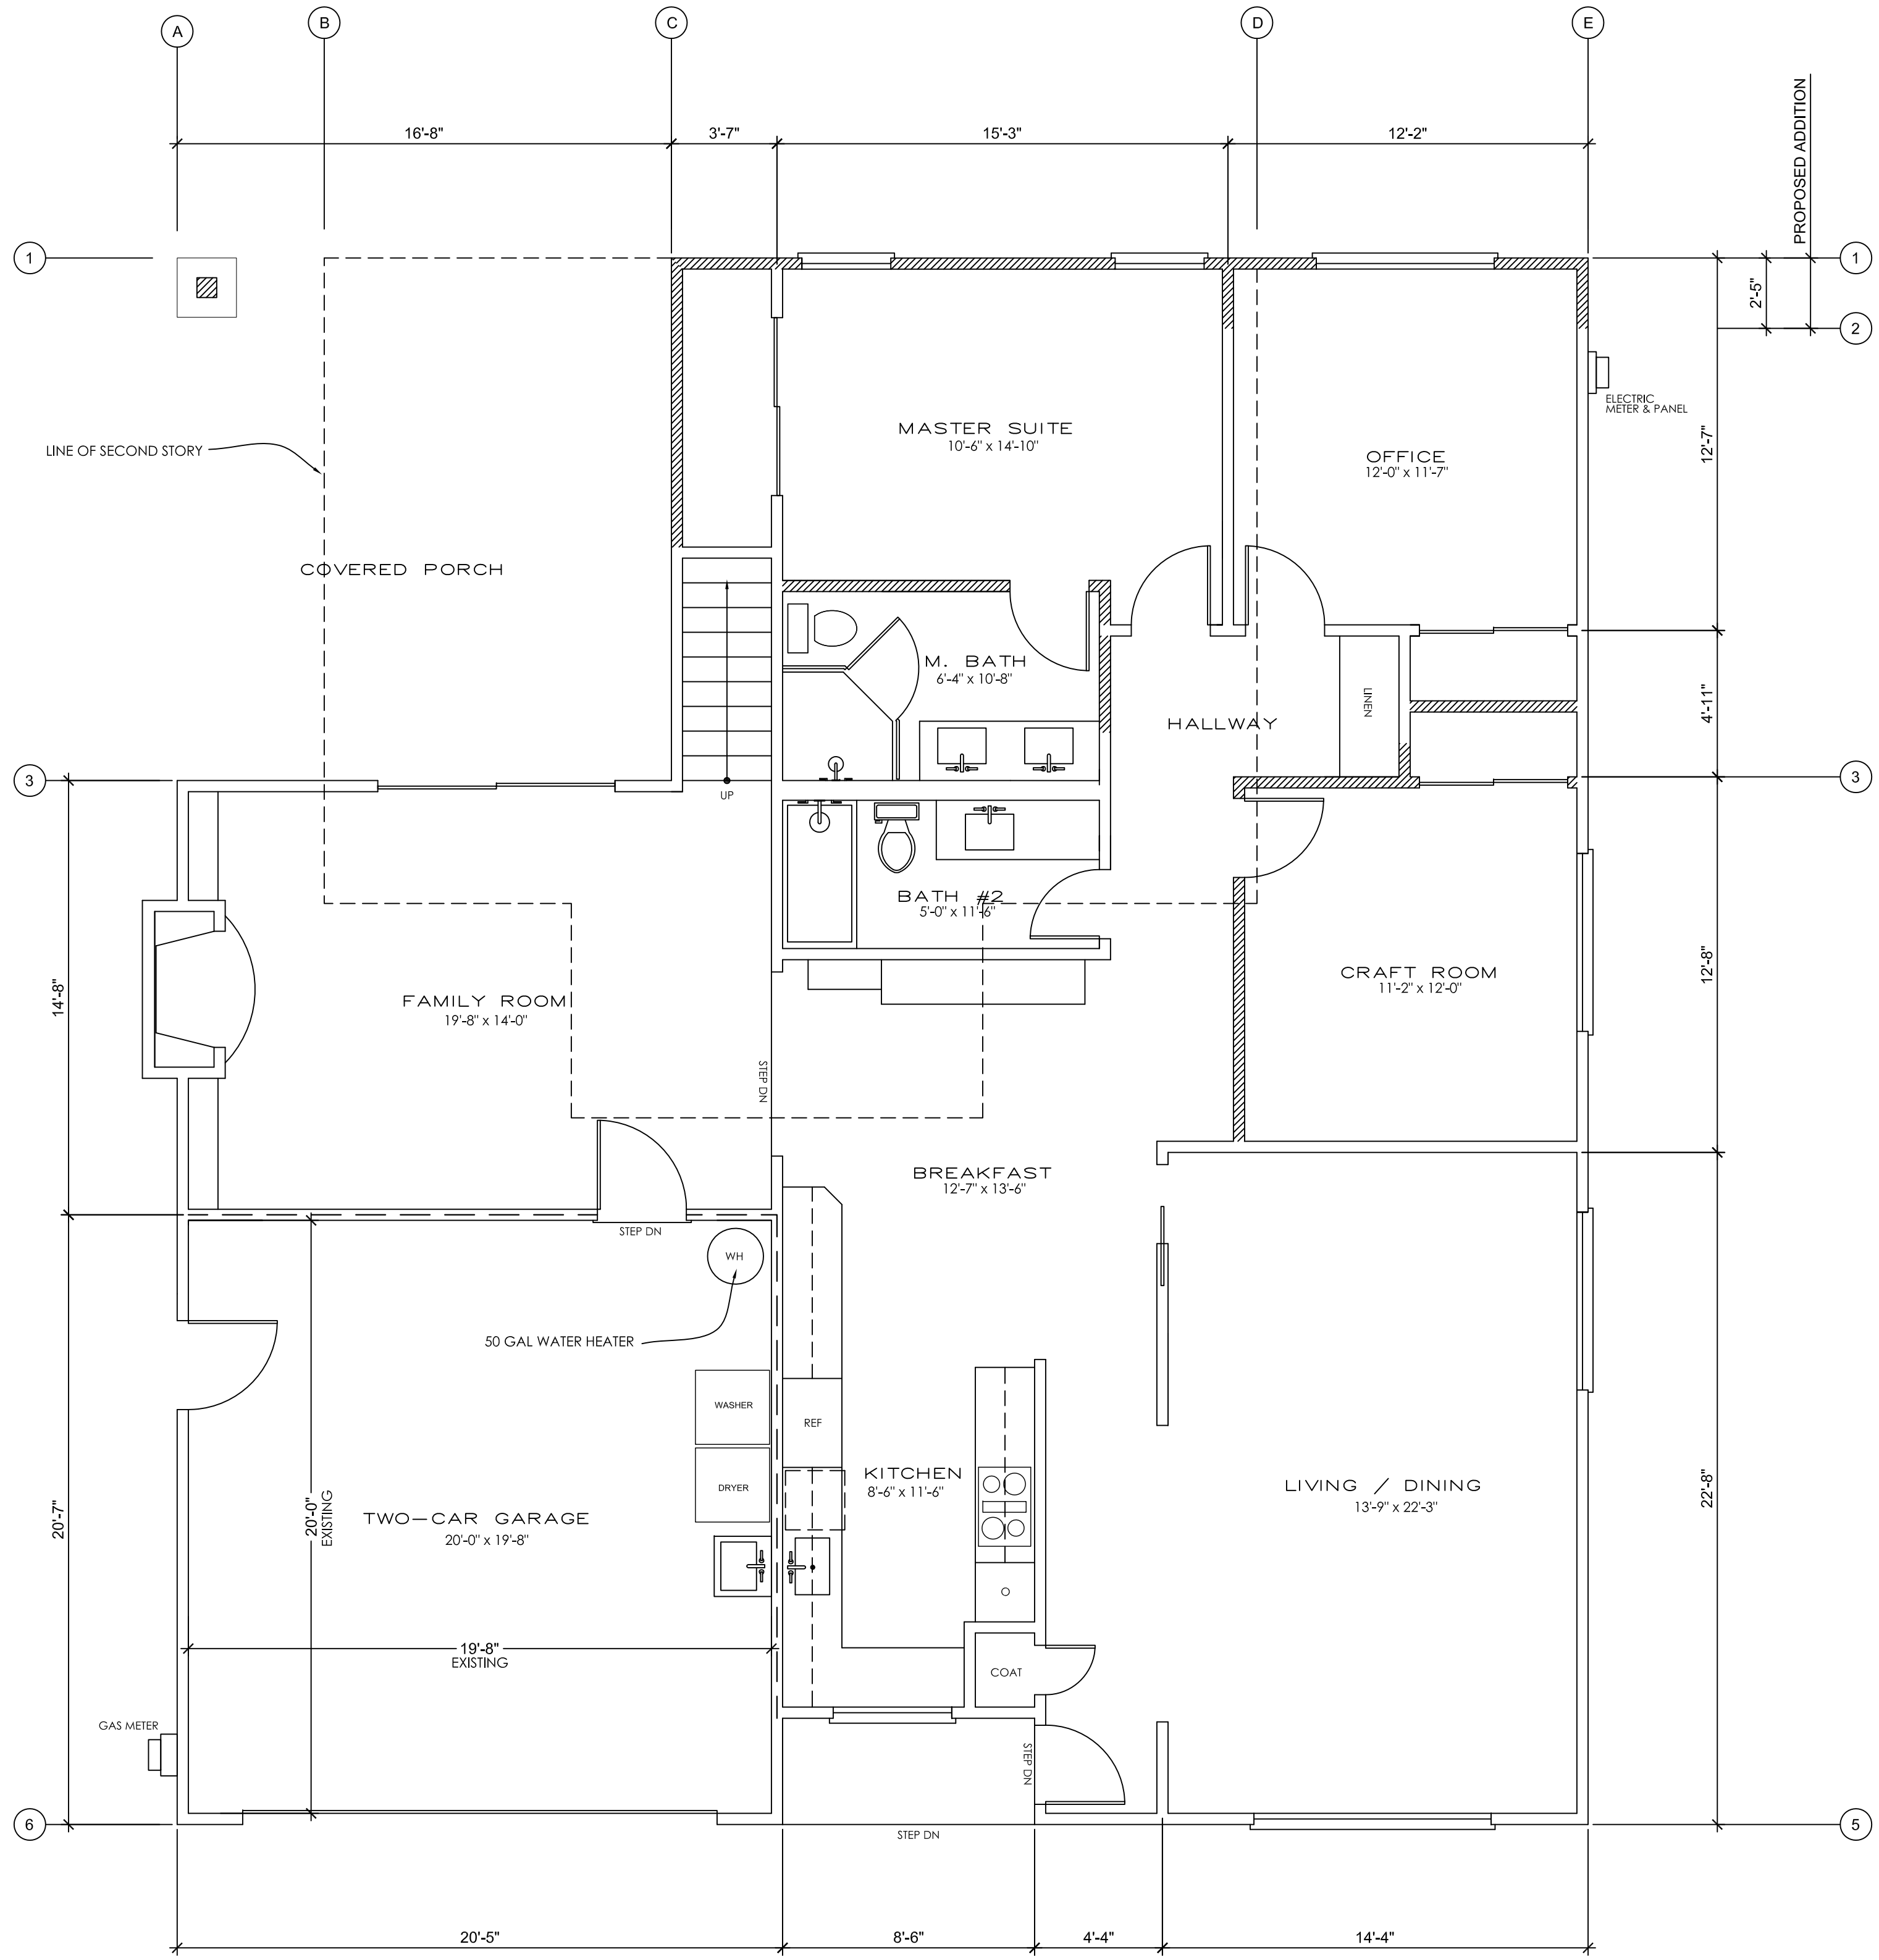 A
B
C
D
E
PROPOSED ADDITION
16'-8"
3'-7"
15'-3"
12'-2"
1
1
2'-5"
2
ELECTRIC
METER & PANEL
LINE OF SECOND STORY
MASTER SUITE
10'-6" x 14'-10"
OFFICE
12'-0" x 11'-7"
12'-7"
COVERED PORCH
M. BATH
6'-4" x 10'-8"
LINEN
HALLWAY
4'-11"
3
UP
3
BATH #2
5'-0" x 11'-6"
CRAFT ROOM
11'-2" x 12'-0"
12'-8"
14'-8"
FAMILY ROOM
19'-8" x 14'-0"
STEP DN
BREAKFAST
12'-7" x 13'-6"
STEP DN
WH
50 GAL WATER HEATER
WASHER
REF
DRYER
KITCHEN
8'-6" x 11'-6"
LIVING / DINING
13'-9" x 22'-3"
22'-8"
20'-7"
20'-0"
EXISTING
TWO-CAR GARAGE
20'-0" x 19'-8"
19'-8"
EXISTING
COAT
GAS METER
STEP DN
6
STEP DN
5
20'-5"
8'-6"
4'-4"
14'-4"